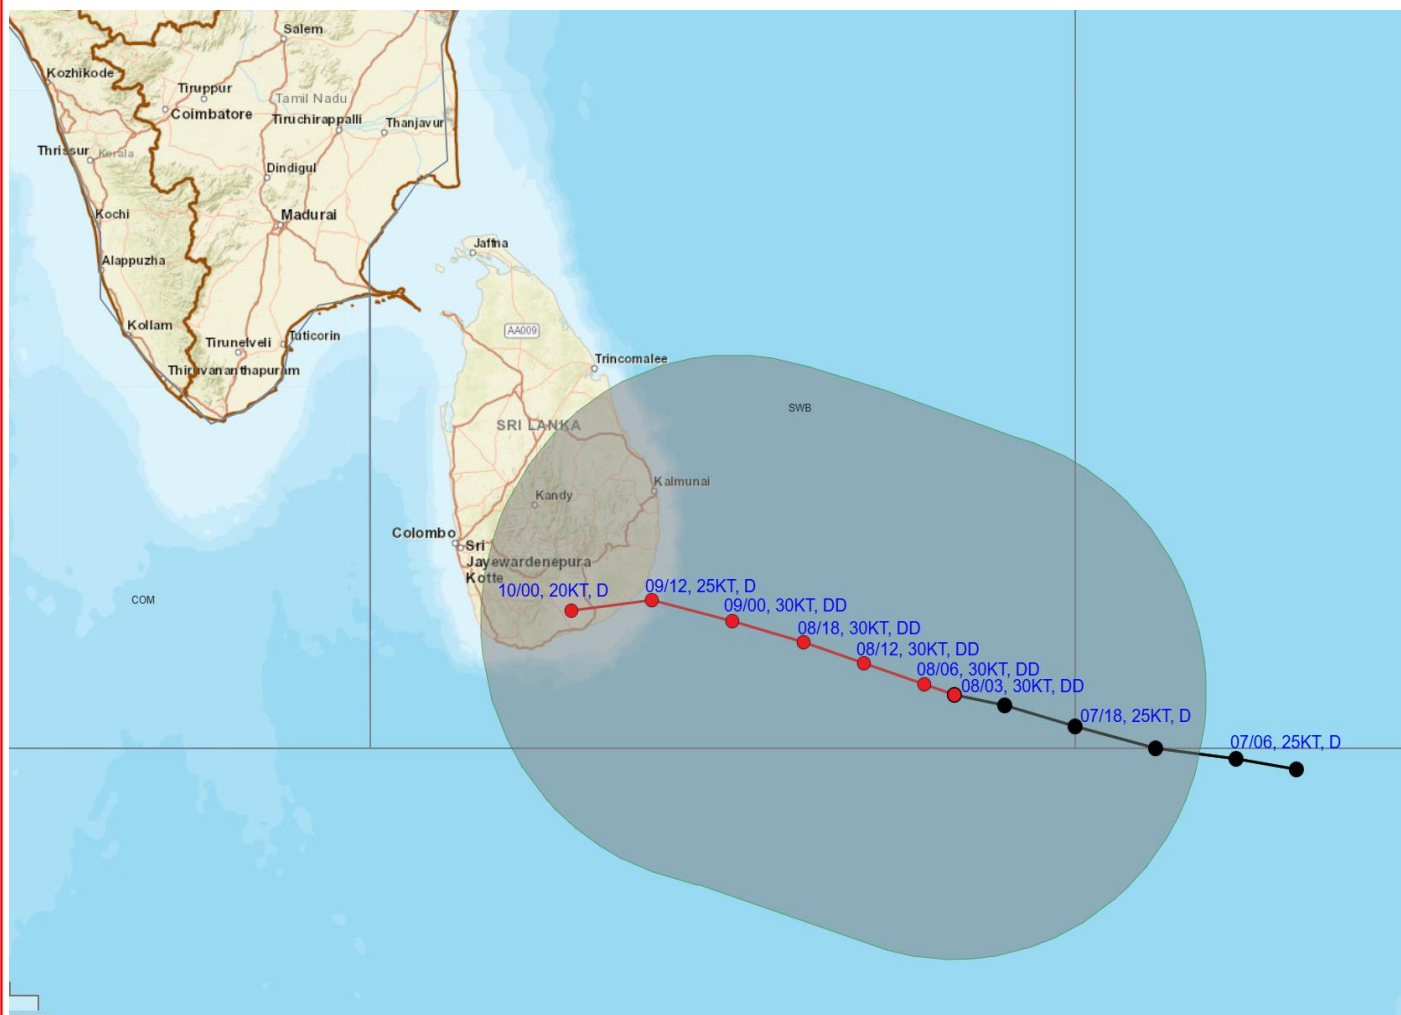 Salem
Kozhikode
Tiruppur
Tamil Nadu
Coimbatore
Tiruchirappalli
Thanjavur
Thrissur
Kerala
Dindigul
Kochi
Madurai
Jaffna
Alappuzha
Kollam
AA009
Tirunelveli
Tuticorin
Trincomalee
Thiruvananthapuram
SWB
SRI LANKA
Kalmunai
Kandy
Colombo
Sri
Jayewardenepura
Kotte
10/00, 20KT, D
09/12, 25KT, D
COM
09/00, 30KT, DD
08/18, 30KT, DD
08/12, 30KT, DD
08/06, 30KT, DD
08/03, 30KT, DD
07/18, 25KT, D
07/06, 25KT, D